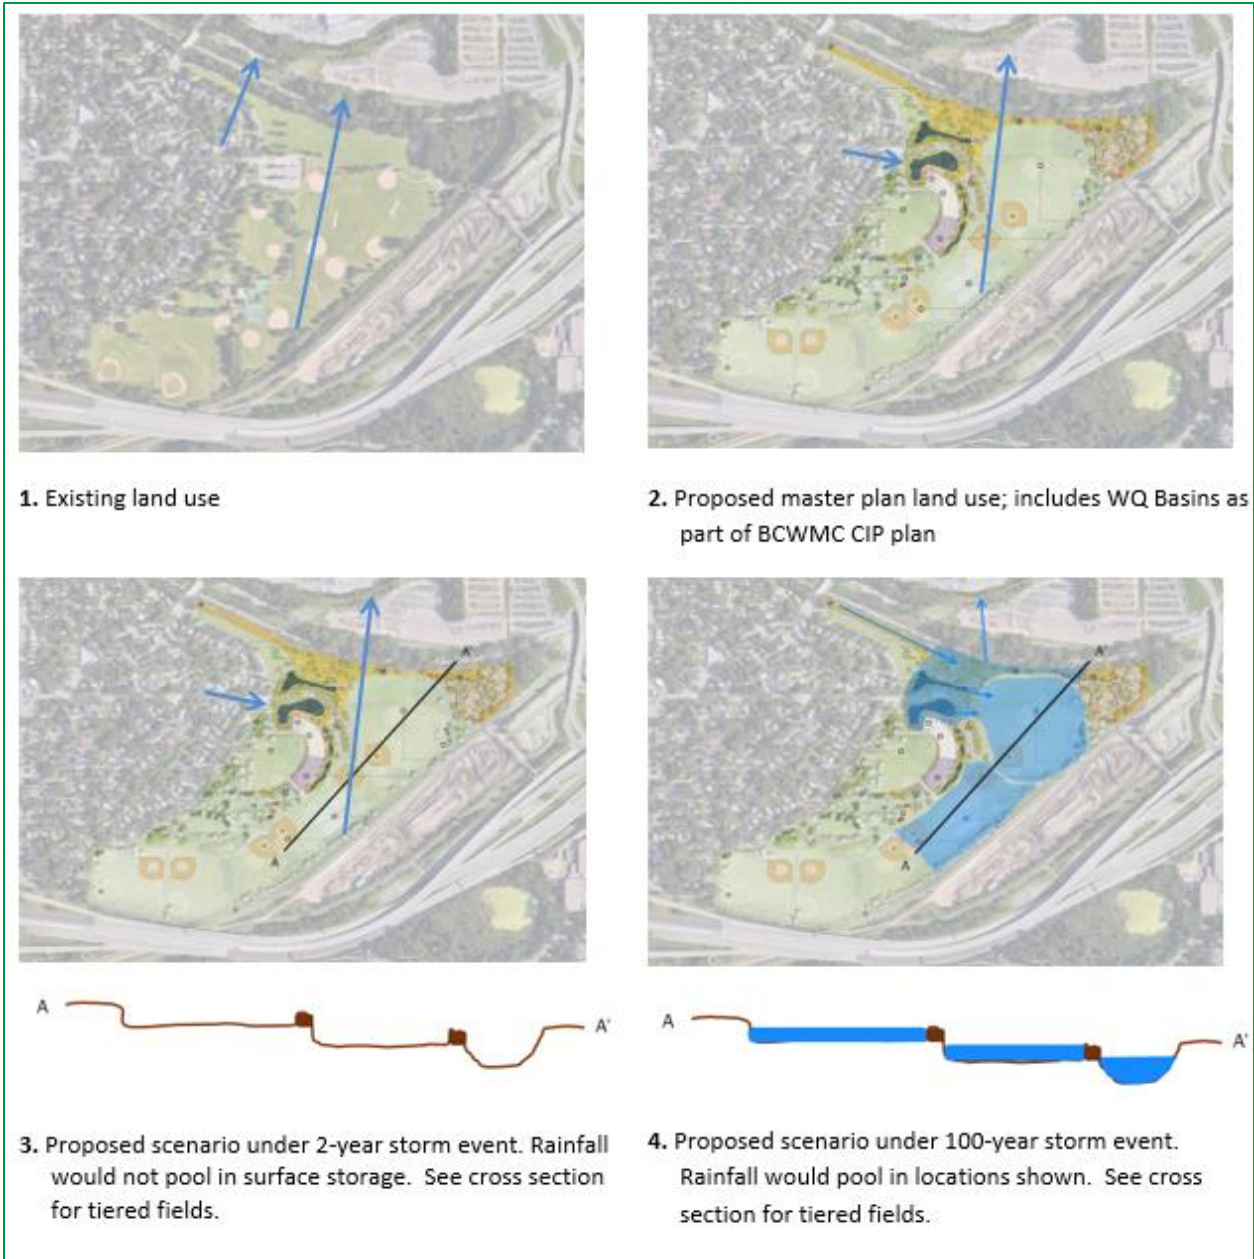 1. Existing land use
2. Proposed master plan land use; includes WQ Basins as
part of BCWMC CIP plan
A'
A
A'
A
A
A'
A
A'
3. Proposed scenario under 2-year storm event. Rainfall
would not pool in surface storage. See cross section
for tiered fields.
4. Proposed scenario under 100-year storm event.
Rainfall would pool in locations shown. See cross
section for tiered fields.